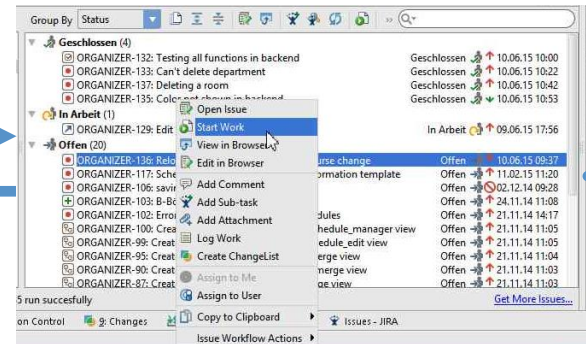 Group By Status
Geschlossen (4)
ORGANIZER-132: Testing all functions in backend Geschlossen 10.06.15 10:00
ORGANIZER-133: Can't delete department Geschlossen 10.06.15 10:22
ORGANIZER-137: Deleting a room Geschlossen 10.06.15 10:42
ORGANIZER-135: Color not shown in backend Geschlossen 10.06.15 10:53
In Arbeit (1)
ORGANIZER-129: Edit In Arbeit 09.06.15 17:56
Offen (20)
ORGANIZER-136: Relo urse change Offen 10.06.15 09:37
ORGANIZER-117: Sche ormation template Offen 11.02.15 11:20
ORGANIZER-106: savin Offen 02.12.14 09:28
ORGANIZER-103: B-Bö Offen 24.11.14 11:08
ORGANIZER-102: Error dules Offen 21.11.14 14:17
ORGANIZER-100: Crea hedule_manager view Offen 21.11.14 11:05
ORGANIZER-99: Creat edule_edit view Offen 21.11.14 11:05
ORGANIZER-95: Creat erge view Offen 21.11.14 11:04
ORGANIZER-90: Creat merge view Offen 21.11.14 11:03
ORGANIZER-87: Creat ge view Offen 21.11.14 11:03
Open Issue
Start Work
View in Browser
Edit in Browser
Add Comment
Add Sub-task
Add Attachment
Log Work
Create ChangeList
Assign to Me
Assign to User
Copy to Clipboard
Issue Workflow Actions
5 run succesfully Get More Issues...
on Control 9: Changes Issues - JIRA